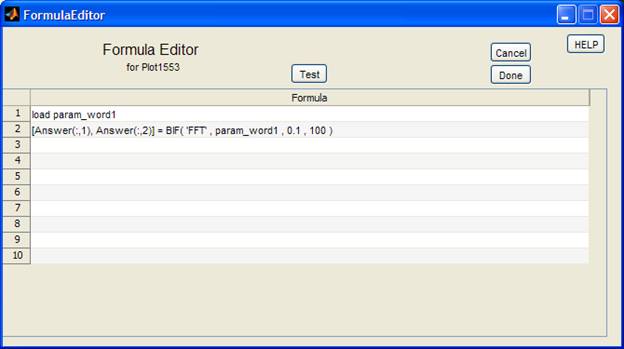 FormulaEditor
Formula Editor
for Plot1553
Test
Cancel
Done
HELP
Formula
1 load param_word1
2 [Answer(:,1), Answer(:,2)] = BIF( 'FFT' , param_word1 , 0.1 , 100 )
3
4
5
6
7
8
9
10